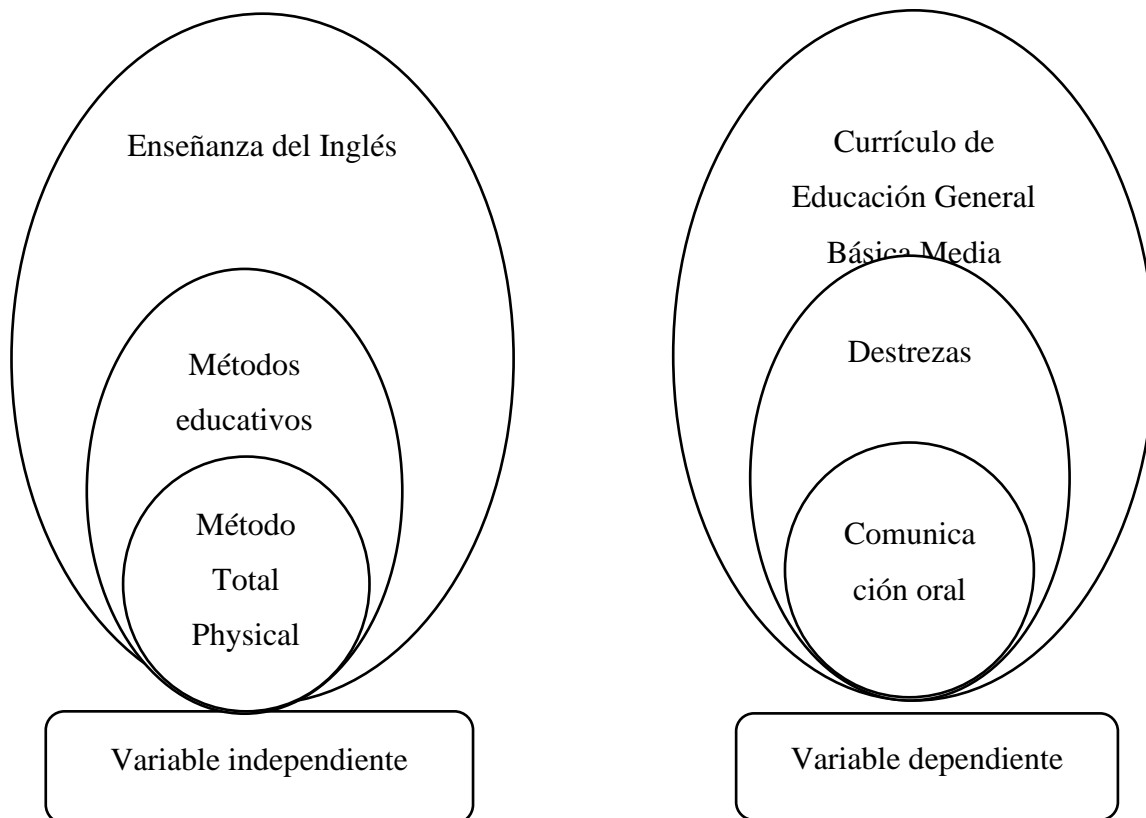 Enseñanza del Inglés
Métodos
educativos
Método
Total
Physical
Variable independiente
Currículo de
Educación General
Básica Media
Destrezas
Comunica
ción oral
Variable dependiente